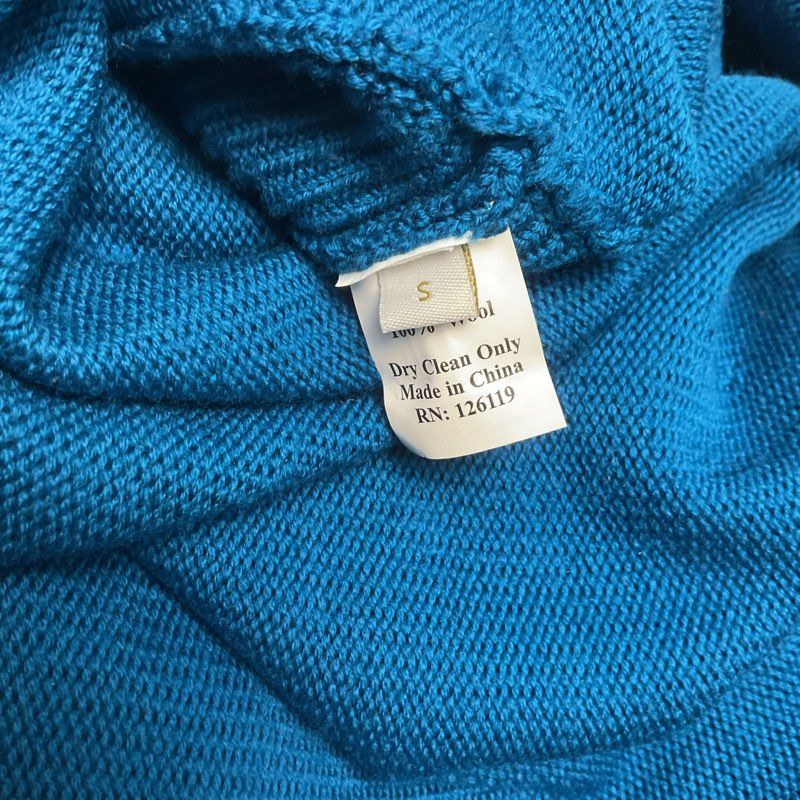 S
100% Wool
Dry Clean Only
Made in China
RN: 126119